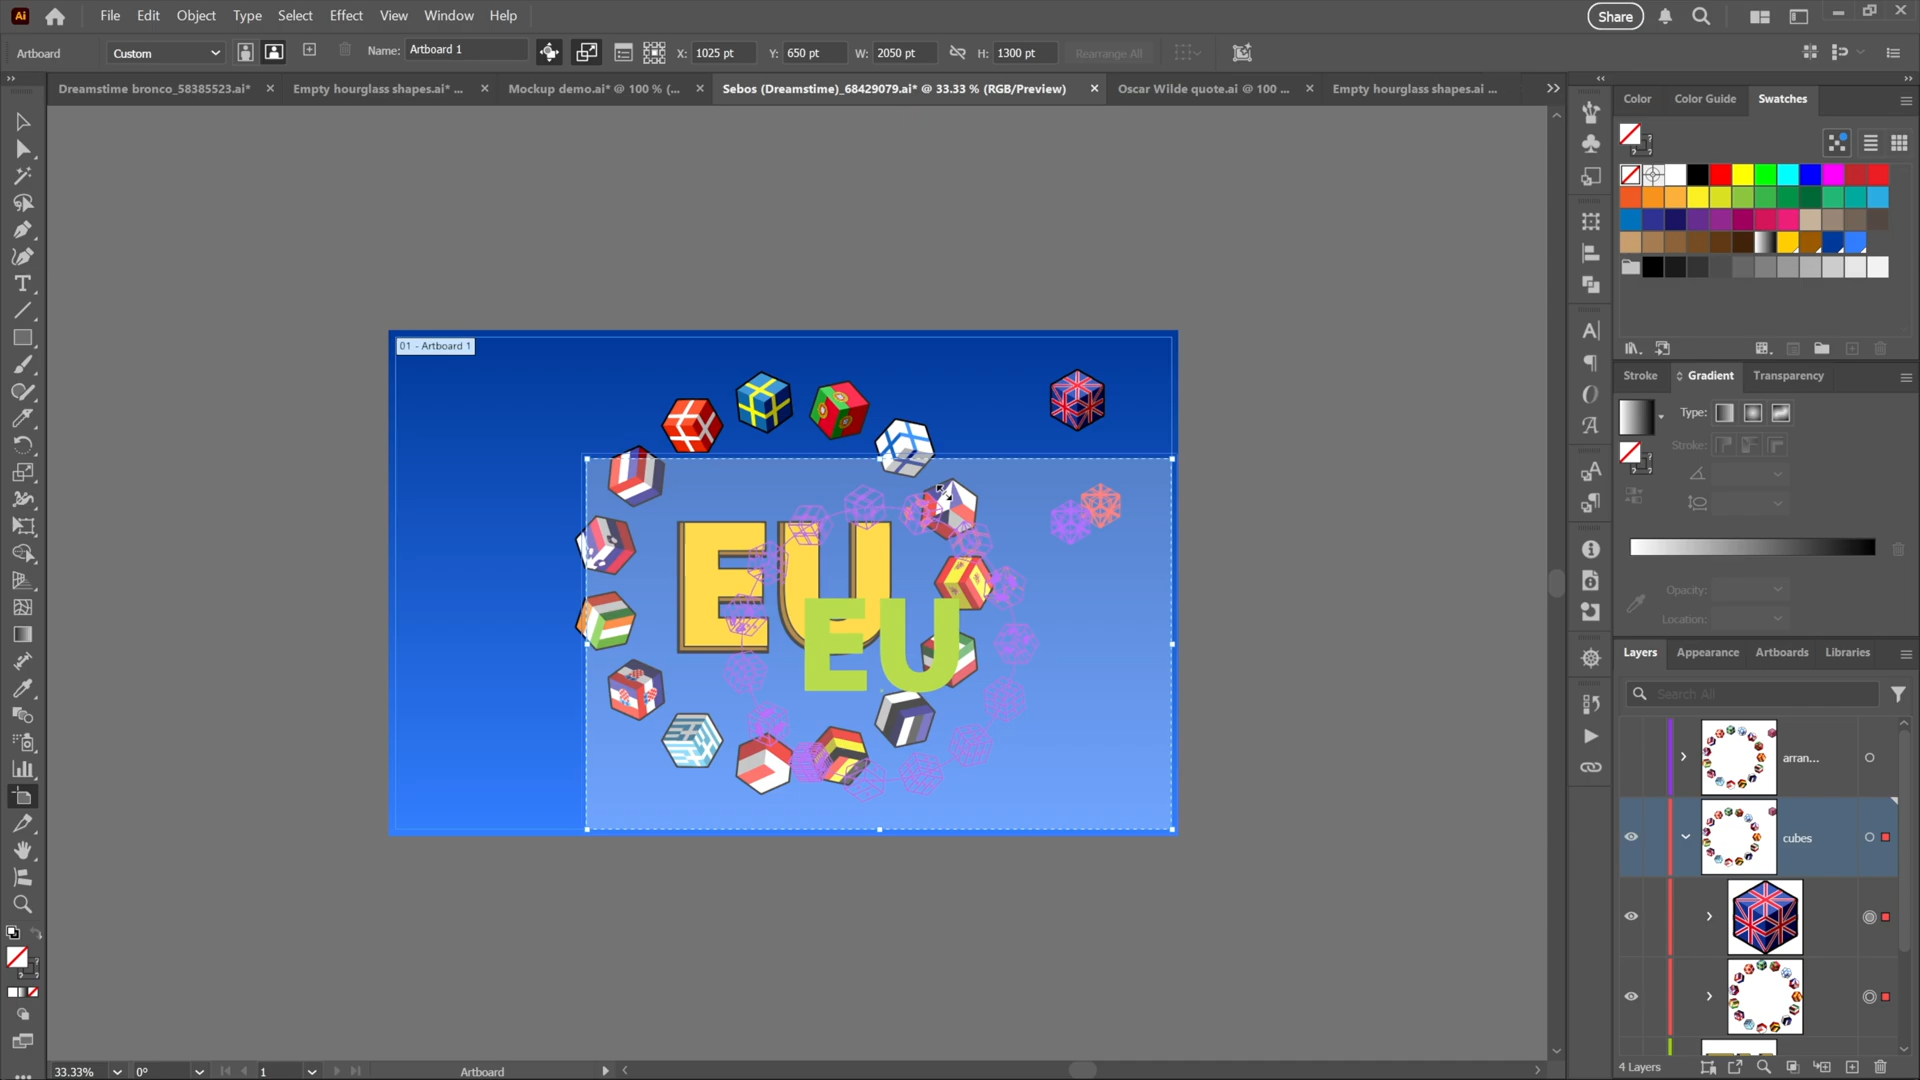 Ai File Edit Object Type Select Effect View Window Help Share
Artboard Custom Name: Artboard 1 X: 1025 pt Y: 650 pt W: 2050 pt H: 1300 pt Rearrange All
Dreamstime bronco_58385523.ai* Empty hourglass shapes.ai* ... Mockup demo.ai* @ 100 % (... Sebos (Dreamstime)_68429079.ai* @ 33.33 % (RGB/Preview) Oscar Wilde quote.ai @ 100 ... Empty hourglass shapes.ai ...
Color Color Guide Swatches
01 - Artboard 1
EU
EU
Stroke Gradient Transparency
Type:
Stroke:
Opacity:
Location:
Layers Appearance Artboards Libraries
Search All
arran...
cubes
4 Layers
33.33% 0° 1 Artboard